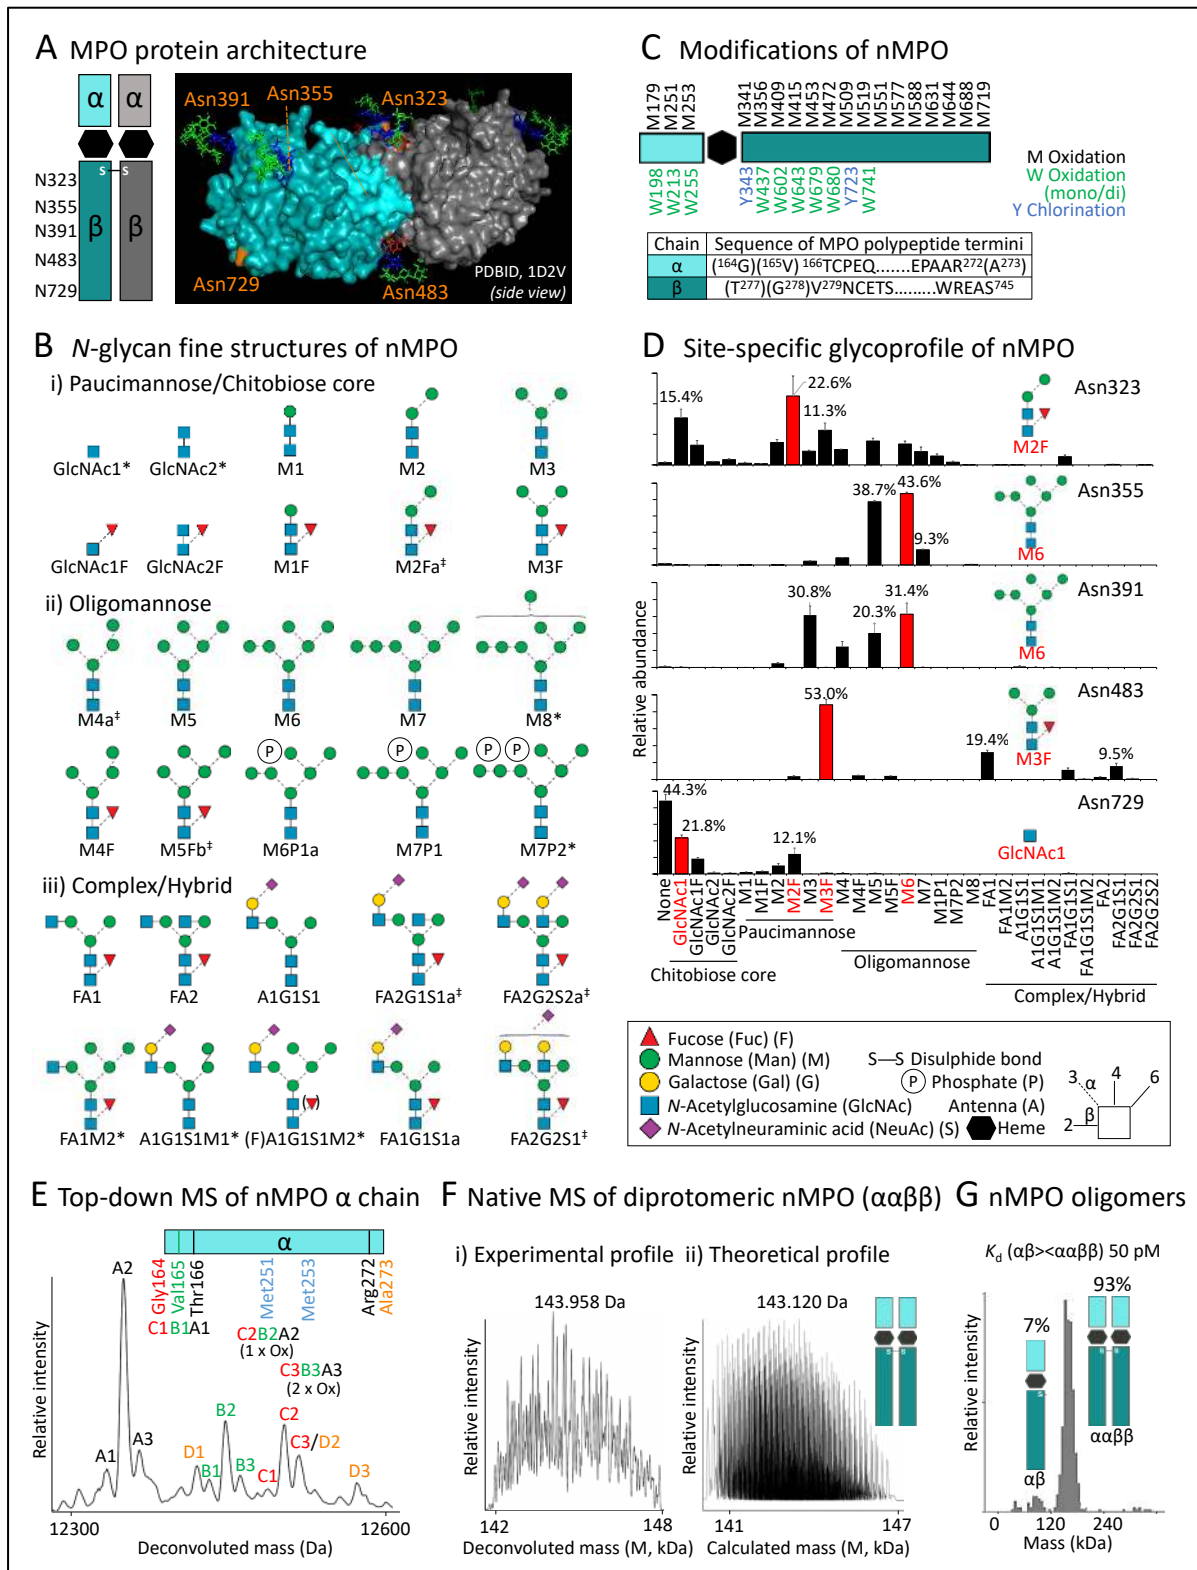 A MPO protein architecture
α α
S S
β β
N323
N355
N391
N483
N729
Asn391
Asn355
Asn323
Asn729
Asn483
PDBID, 1D2V
(side view)
C Modifications of nMPO
M179
M251
M253
M341
M356
M409
M415
M453
M472
M509
M519
M551
M577
M588
M631
M644
M688
M719
W198
W213
W255
Y343
W437
W602
W643
W679
W680
Y723
W741
M Oxidation
W Oxidation
(mono/di)
Y Chlorination
Chain Sequence of MPO polypeptide termini
α (¹⁶⁴G)(¹⁶⁵V) ¹⁶⁶TCPEQ.......EPAAR²⁷²(A²⁷³)
β (T²⁷⁷)(G²⁷⁸)V²⁷⁹NCETS.........WREAS⁷⁴⁵
B N-glycan fine structures of nMPO
i) Paucimannose/Chitobiose core
GlcNAc1* GlcNAc2* M1 M2 M3
GlcNAc1F GlcNAc2F M1F M2Fa‡ M3F
ii) Oligomannose
M4a‡ M5 M6 M7 M8*
P P P P
M4F M5Fb‡ M6P1a M7P1 M7P2*
iii) Complex/Hybrid
FA1 FA2 A1G1S1 FA2G1S1a‡ FA2G2S2a‡
FA1M2* A1G1S1M1* (F)A1G1S1M2* FA1G1S1a FA2G2S1‡
D Site-specific glycoprofile of nMPO
Relative abundance
15.4% 22.6% 11.3% Asn323
M2F
38.7% 43.6% 9.3% Asn355
M6
30.8% 20.3% 31.4% Asn391
M6
53.0% 19.4% 9.5% Asn483
M3F
44.3% 21.8% 12.1% Asn729
GlcNAc1
None
GlcNAc1
GlcNAc1F
GlcNAc2
GlcNAc2F
M1
M1F
M2
M2F
M3
M3F
M4
M4F
M5
M5F
M6
M7
M1P1
M7P2
M8
FA1
FA1M2
A1G1S1
A1G1S1M1
A1G1S1M2
FA1G1S1
FA1G1S1M2
FA2
FA2G1S1
FA2G2S1
FA2G2S2
Chitobiose core
Paucimannose
Oligomannose
Complex/Hybrid
Fucose (Fuc) (F)
Mannose (Man) (M)
Galactose (Gal) (G)
N-Acetylglucosamine (GlcNAc)
N-Acetylneuraminic acid (NeuAc) (S)
S—S Disulphide bond
P Phosphate (P)
Antenna (A)
Heme
3 α 4 6
2 β
E Top-down MS of nMPO α chain
α
Gly164
Val165
Thr166
Met251
Met253
Arg272
Ala273
C1 B1 A1
C2B2A2
(1 x Ox)
C3B3A3
(2 x Ox)
A1 A2 A3 D1 B1 B2 B3 C1 C2 C3/D2 D3
Relative intensity
12300 12600
Deconvoluted mass (Da)
F Native MS of diprotomeric nMPO (ααββ)
i) Experimental profile
143.958 Da
Relative intensity
142 148
Deconvoluted mass (M, kDa)
ii) Theoretical profile
143.120 Da
S S
Relative intensity
141 147
Calculated mass (M, kDa)
G nMPO oligomers
Kd (αβ><ααββ) 50 pM
7%
93%
S
S S
αβ
ααββ
Relative intensity
0 120 240
Mass (kDa)